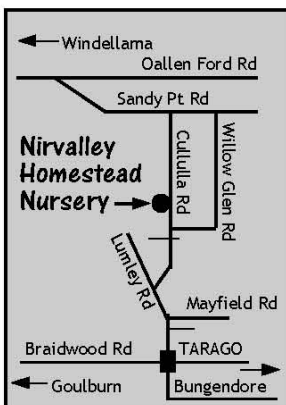 Windellama
Oallen Ford Rd
Sandy Pt Rd
Cululla Rd
Willow Glen Rd
Nirvalley
Homestead
Nursery
Lumley Rd
Mayfield Rd
Braidwood Rd
TARAGO
Goulburn
Bungendore